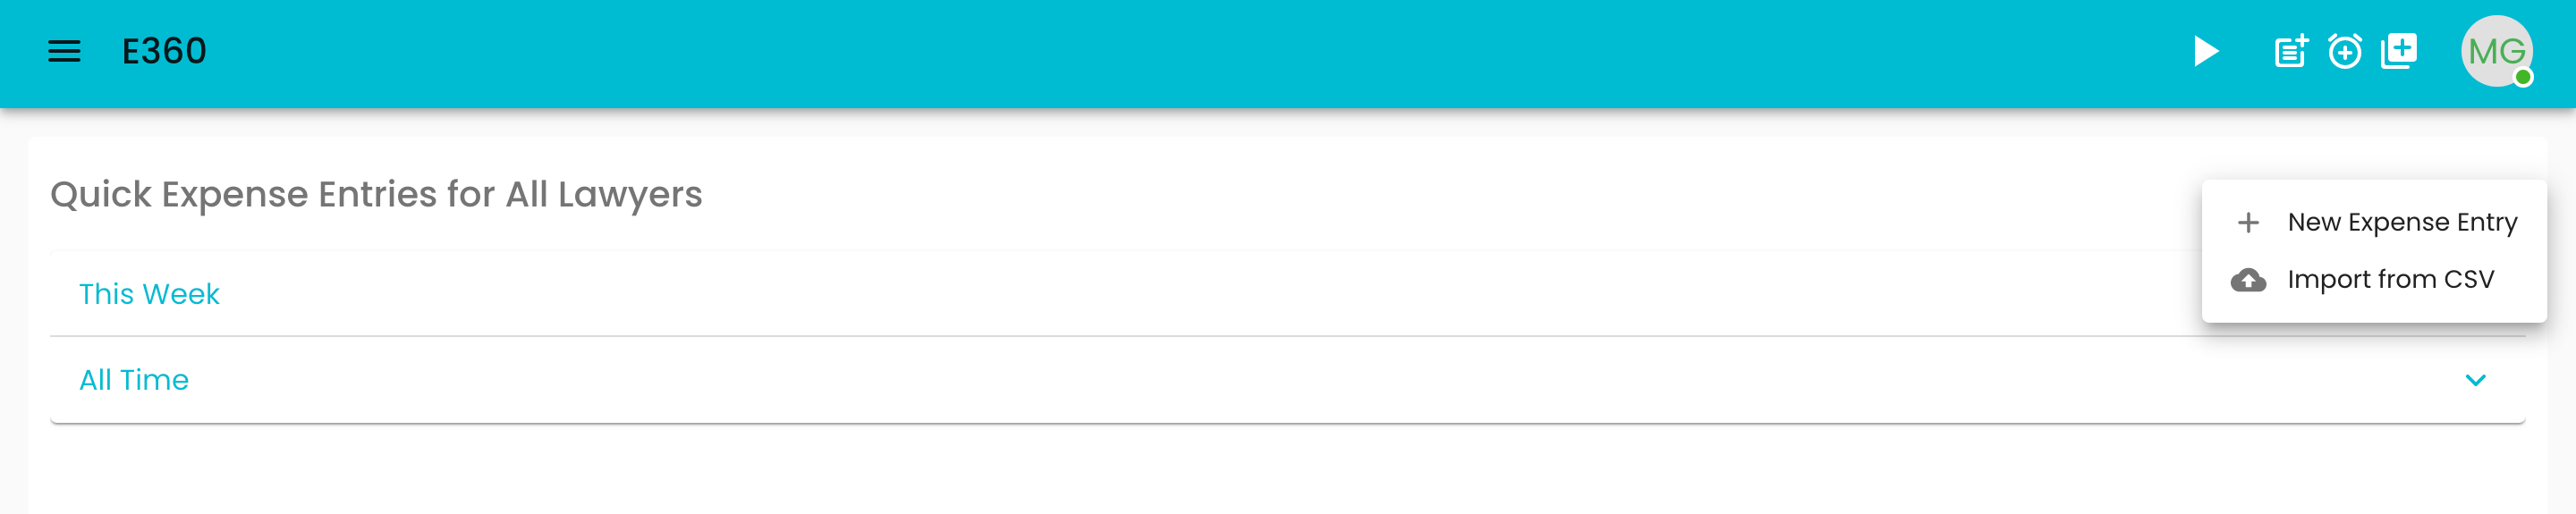 E360
MG
Quick Expense Entries for All Lawyers
New Expense Entry
Import from CSV
This Week
All Time